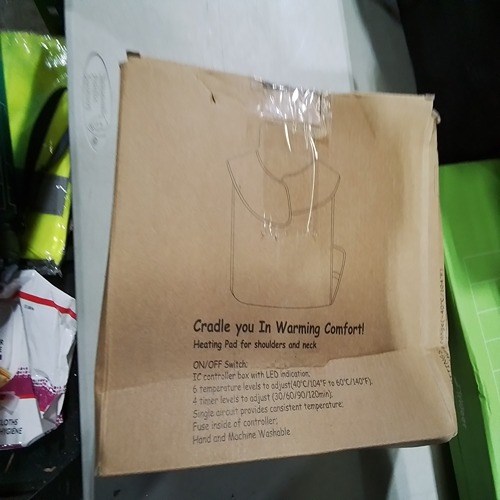 Cradle you In Warming Comfort!
Heating Pad for shoulders and neck
ON/OFF Switch:
IC controller box with LED indication;
6 temperature levels to adjust(40°C/104°F to 60°C/140°F);
4 timer levels to adjust (30/60/90/120min);
Single circuit provides consistent temperature;
Fuse inside of controller;
Hand and Machine Washable
CLOTHS
HYGIÈNE